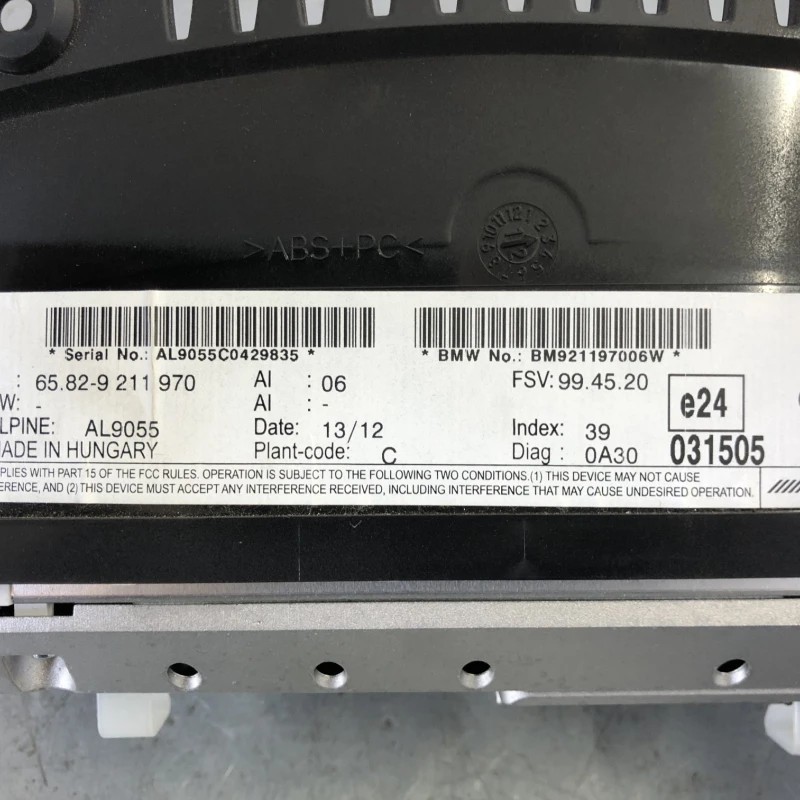 >ABS+PC<
* Serial No.: AL9055C0429835 *
* BMW No.: BM921197006W *
: 65.82-9 211 970 AI : 06 FSV: 99.45.20
W: - AI : - e24
LPINE: AL9055 Date: 13/12 Index: 39
MADE IN HUNGARY Plant-code: C Diag : 0A30 031505
PLIES WITH PART 15 OF THE FCC RULES. OPERATION IS SUBJECT TO THE FOLLOWING TWO CONDITIONS.(1) THIS DEVICE MAY NOT CAUSE
ERENCE, AND (2) THIS DEVICE MUST ACCEPT ANY INTERFERENCE RECEIVED, INCLUDING INTERFERENCE THAT MAY CAUSE UNDESIRED OPERATION.